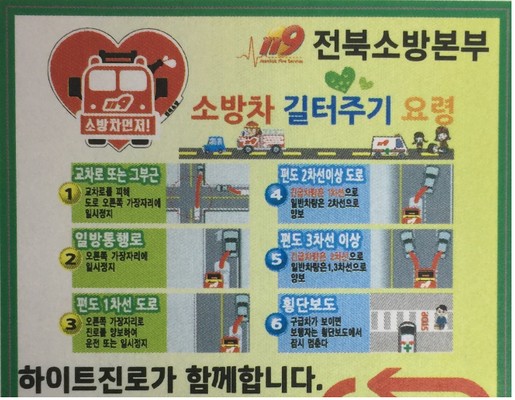 119
전북소방본부
소방차먼저!
소방차 길터주기 요령
교차로 또는 그부근
1
교차로를 피해
도로 오른쪽 가장자리에
일시정지
일방통행로
2
오른쪽 가장자리에
일시정지
편도 1차선 도로
3
오른쪽 가장자리로
진로를 양보하여
운전 또는 일시정지
편도 2차선이상 도로
4
긴급차량은 1차선으로
일반차량은 2차선으로
양보
편도 3차선 이상
5
긴급차량은 2차선으로
일반차량은1,3차선으로
양보
횡단보도
6
구급차가 보이면
보행자는 횡단보도에서
잠시 멈춘다
하이트진로가 함께합니다.